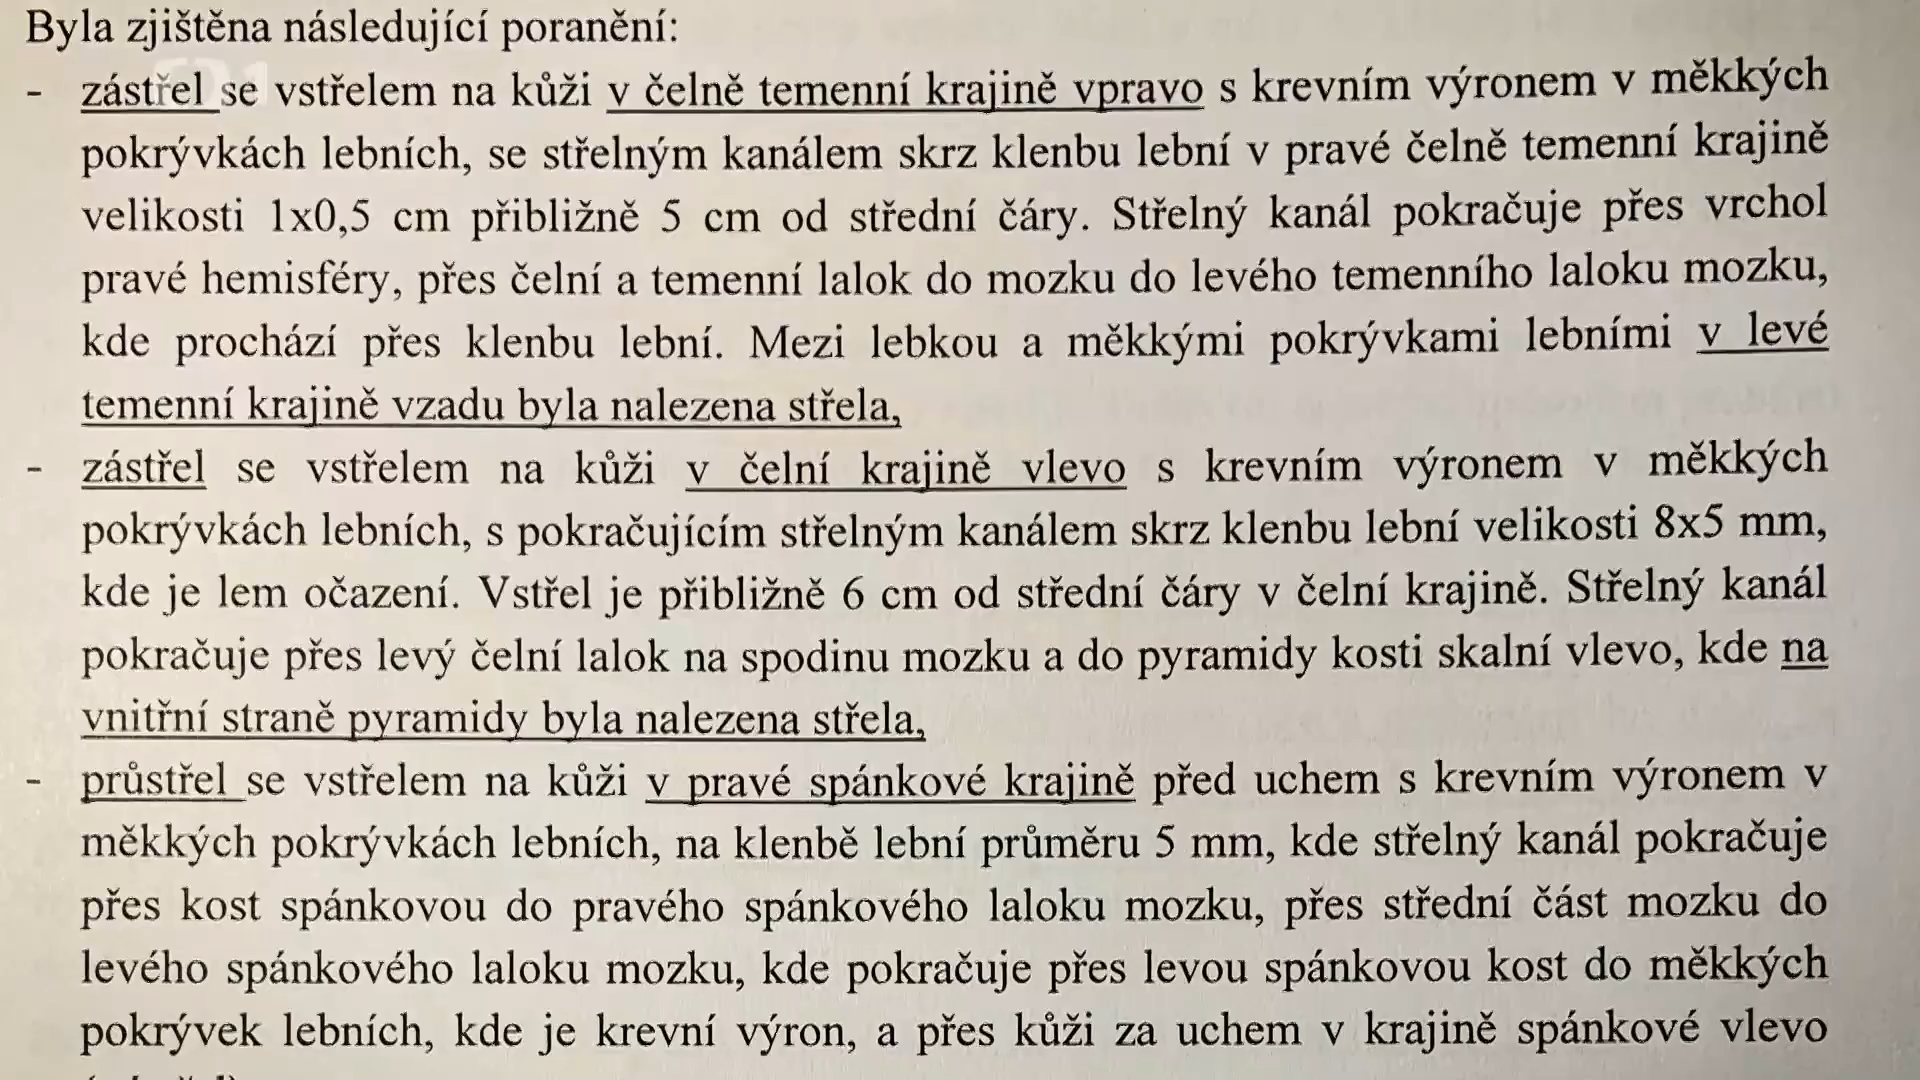 Byla zjištěna následující poranění:
- zástřel se vstřelem na kůži v čelně temenní krajině vpravo s krevním výronem v měkkých
pokrývkách lebních, se střelným kanálem skrz klenbu lební v pravé čelně temenní krajině
velikosti 1x0,5 cm přibližně 5 cm od střední čáry. Střelný kanál pokračuje přes vrchol
pravé hemisféry, přes čelní a temenní lalok do mozku do levého temenního laloku mozku,
kde prochází přes klenbu lební. Mezi lebkou a měkkými pokrývkami lebními v levé
temenní krajině vzadu byla nalezena střela,
- zástřel se vstřelem na kůži v čelní krajině vlevo s krevním výronem v měkkých
pokrývkách lebních, s pokračujícím střelným kanálem skrz klenbu lební velikosti 8x5 mm,
kde je lem očazení. Vstřel je přibližně 6 cm od střední čáry v čelní krajině. Střelný kanál
pokračuje přes levý čelní lalok na spodinu mozku a do pyramidy kosti skalní vlevo, kde na
vnitřní straně pyramidy byla nalezena střela,
- průstřel se vstřelem na kůži v pravé spánkové krajině před uchem s krevním výronem v
měkkých pokrývkách lebních, na klenbě lební průměru 5 mm, kde střelný kanál pokračuje
přes kost spánkovou do pravého spánkového laloku mozku, přes střední část mozku do
levého spánkového laloku mozku, kde pokračuje přes levou spánkovou kost do měkkých
pokrývek lebních, kde je krevní výron, a přes kůži za uchem v krajině spánkové vlevo